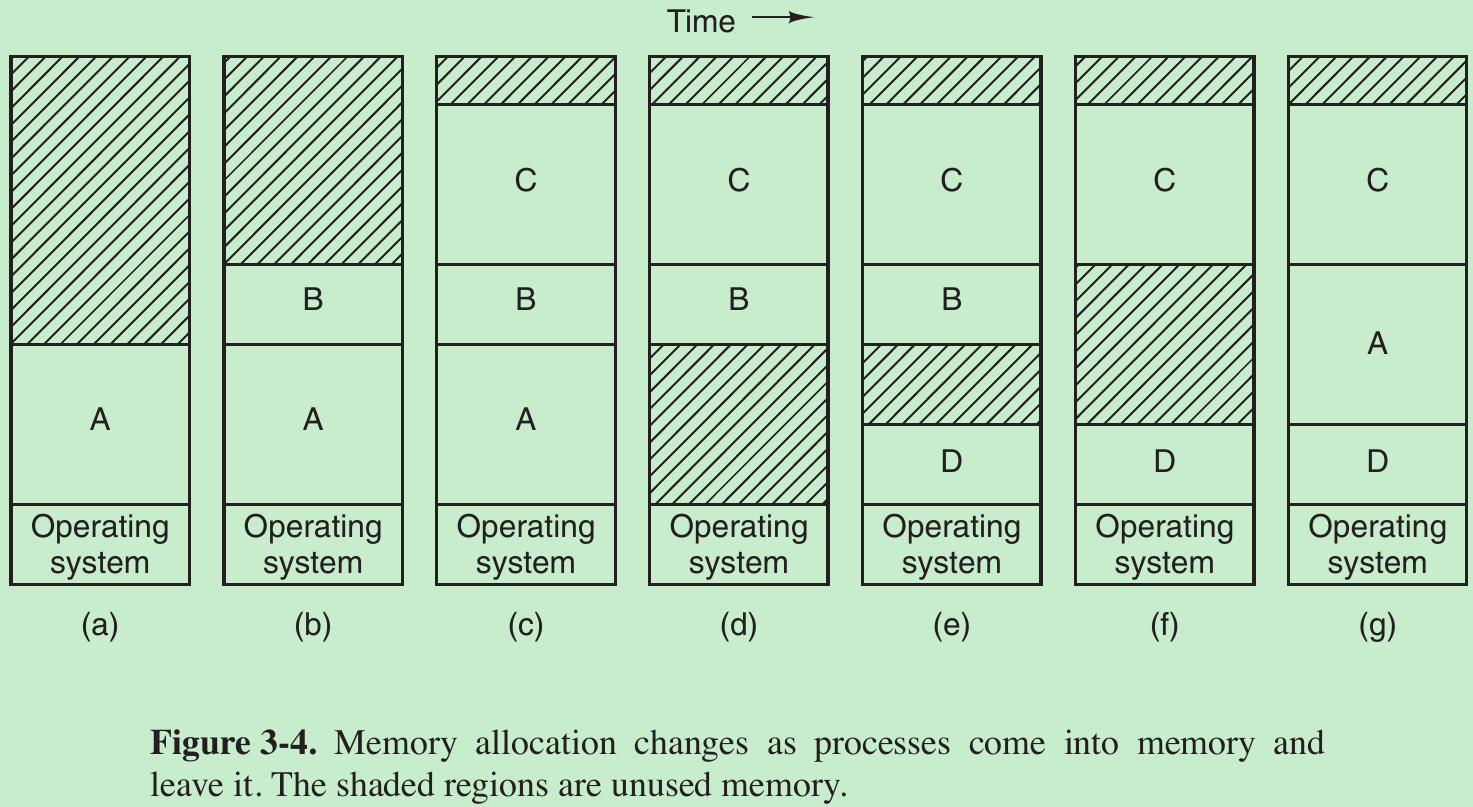 Time
C C C C C
B B B B
A A A A
D D D
Operating Operating Operating Operating Operating Operating Operating
system system system system system system system
(a) (b) (c) (d) (e) (f) (g)
Figure 3-4. Memory allocation changes as processes come into memory and
leave it. The shaded regions are unused memory.